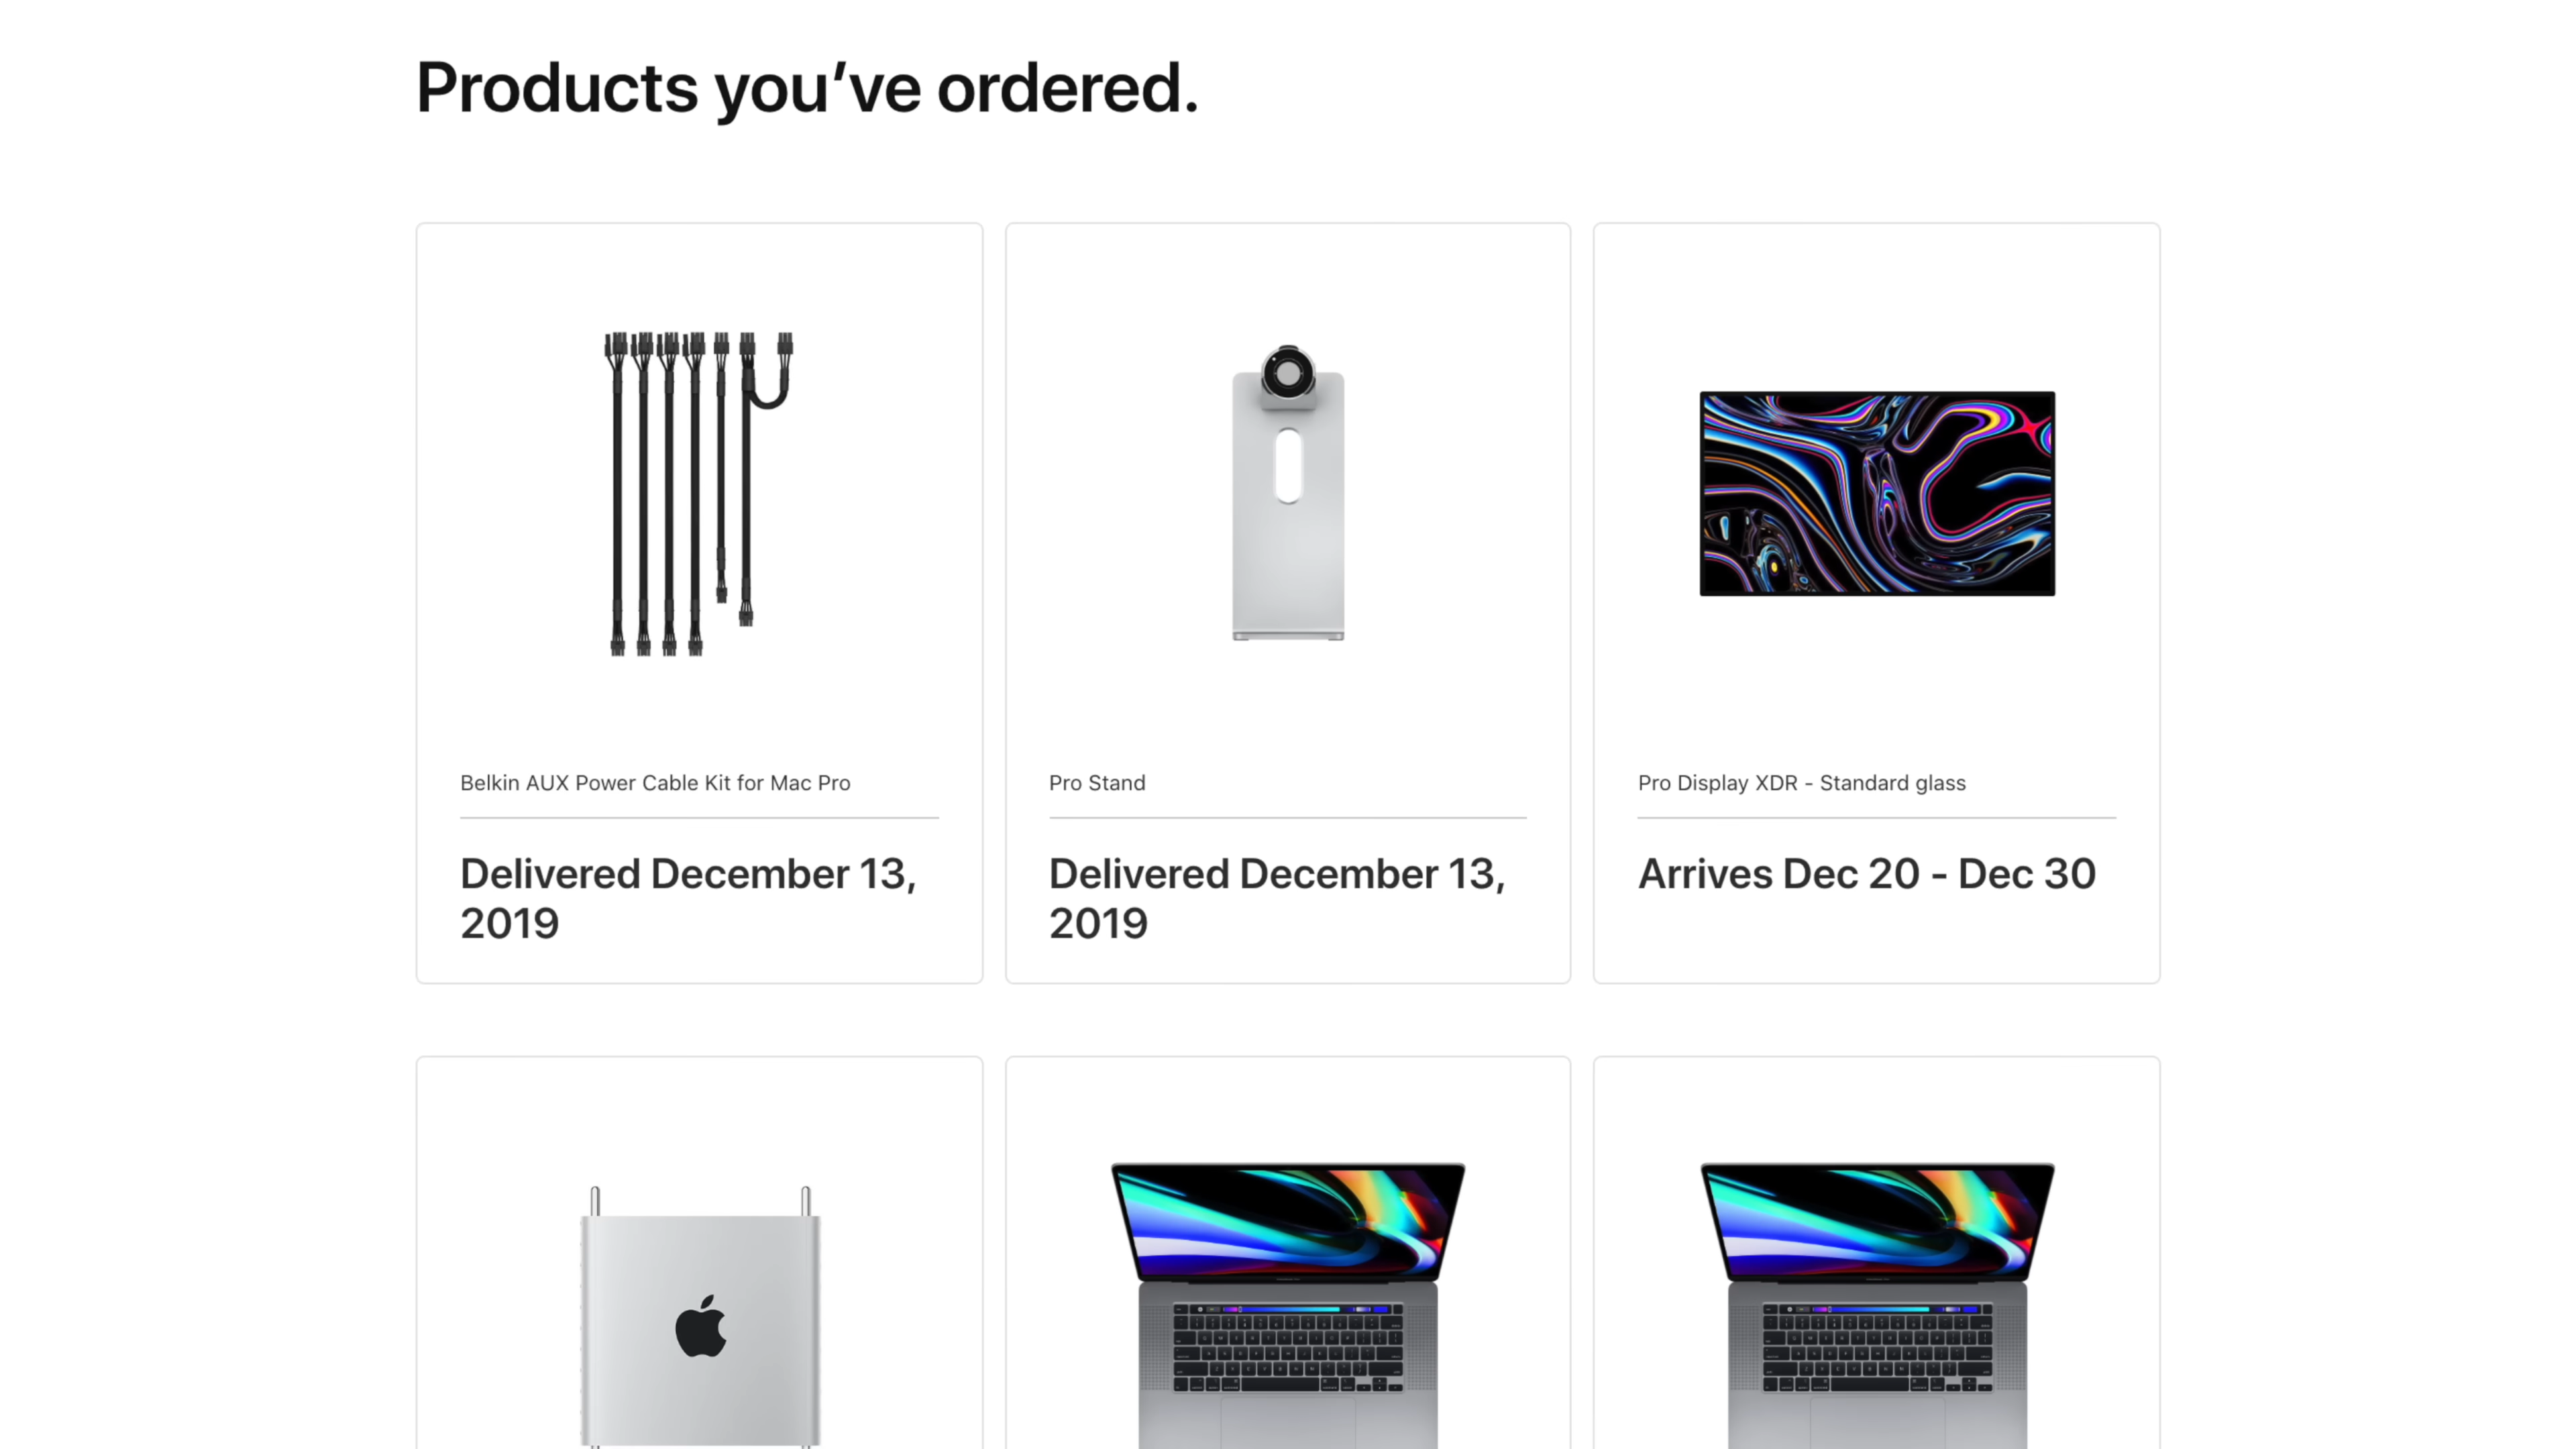 Products you’ve ordered.
Belkin AUX Power Cable Kit for Mac Pro
Pro Stand
Pro Display XDR - Standard glass
Delivered December 13,
2019
Delivered December 13,
2019
Arrives Dec 20 - Dec 30